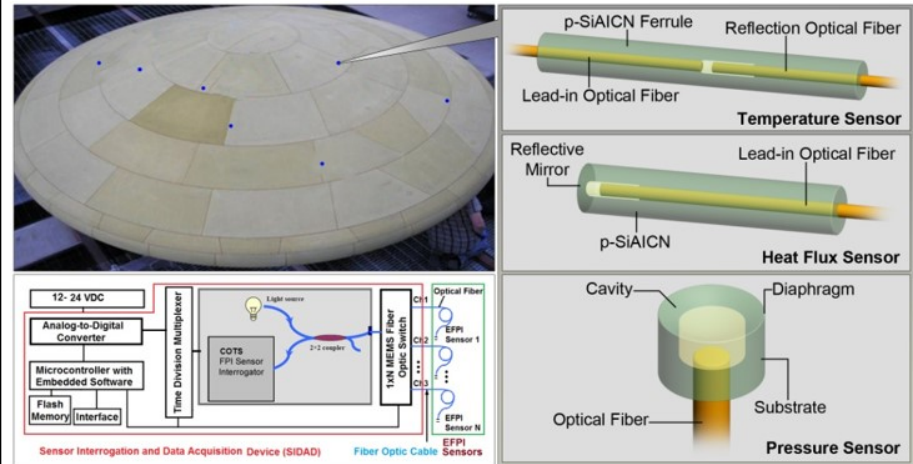 p-SiAlCN Ferrule
Reflection Optical Fiber
Lead-in Optical Fiber
Temperature Sensor
Reflective
Mirror
Lead-in Optical Fiber
p-SiAlCN
Heat Flux Sensor
Cavity
Diaphragm
Optical Fiber
Substrate
Pressure Sensor
12- 24 VDC
Analog-to-Digital
Converter
Microcontroller with
Embedded Software
Flash
Memory
Interface
Time Division Multiplexer
Light source
COTS
FPI Sensor
Interrogator
2×2 coupler
1xN MEMS Fiber
Optic Switch
Ch1
Optical Fiber
EFPI
Sensor 1
Ch2
EFPI
Sensor 2
Ch3
EFPI
Sensor N
Sensor Interrogation and Data Acquisition Device (SIDAD)
Fiber Optic Cable
EFPI
Sensors